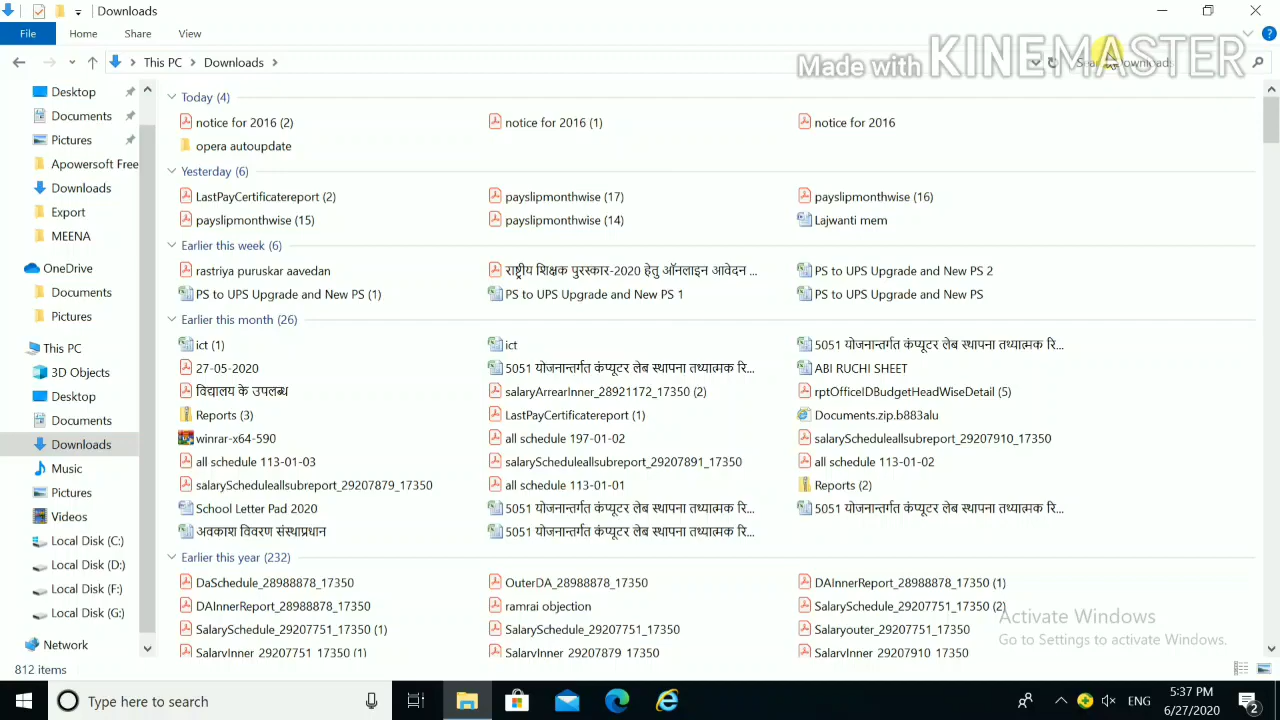 Downloads
File Home Share View
This PC Downloads
Made with KINEMASTER
Desktop
Documents
Pictures
Apowersoft Free
Downloads
Export
MEENA
OneDrive
Documents
Pictures
This PC
3D Objects
Desktop
Documents
Downloads
Music
Pictures
Videos
Local Disk (C:)
Local Disk (D:)
Local Disk (F:)
Local Disk (G:)
Network
Today (4)
notice for 2016 (2) notice for 2016 (1) notice for 2016
opera autoupdate
Yesterday (6)
LastPayCertificatereport (2) payslipmonthwise (17) payslipmonthwise (16)
payslipmonthwise (15) payslipmonthwise (14) Lajwanti mem
Earlier this week (6)
rastriya puruskar aavedan राष्ट्रीय शिक्षक पुरस्कार-2020 हेतु ऑनलाइन आवेदन ... PS to UPS Upgrade and New PS 2
PS to UPS Upgrade and New PS (1) PS to UPS Upgrade and New PS 1 PS to UPS Upgrade and New PS
Earlier this month (26)
ict (1) ict 5051 योजनान्तर्गत कंप्यूटर लेब स्थापना तथ्यात्मक रि...
27-05-2020 5051 योजनान्तर्गत कंप्यूटर लेब स्थापना तथ्यात्मक रि... ABI RUCHI SHEET
विद्यालय के उपलब्ध salaryArrearInner_28921172_17350 (2) rptOfficeIDBudgetHeadWiseDetail (5)
Reports (3) LastPayCertificatereport (1) Documents.zip.b883alu
winrar-x64-590 all schedule 197-01-02 salaryScheduleallsubreport_29207910_17350
all schedule 113-01-03 salaryScheduleallsubreport_29207891_17350 all schedule 113-01-02
salaryScheduleallsubreport_29207879_17350 all schedule 113-01-01 Reports (2)
School Letter Pad 2020 5051 योजनान्तर्गत कंप्यूटर लेब स्थापना तथ्यात्मक रि... 5051 योजनान्तर्गत कंप्यूटर लेब स्थापना तथ्यात्मक रि...
अवकाश विवरण संस्थाप्रधान 5051 योजनान्तर्गत कंप्यूटर लेब स्थापना तथ्यात्मक रि...
Earlier this year (232)
DaSchedule_28988878_17350 OuterDA_28988878_17350 DAInnerReport_28988878_17350 (1)
DAInnerReport_28988878_17350 ramrai objection SalarySchedule_29207751_17350 (2)
SalarySchedule_29207751_17350 (1) SalarySchedule_29207751_17350 Salaryouter_29207751_17350
SalaryInner_29207751_17350 (1) SalaryInner_29207879_17350 SalaryInner_29207910_17350
Activate Windows
Go to Settings to activate Windows.
812 items
Type here to search
ENG
5:37 PM
6/27/2020
2